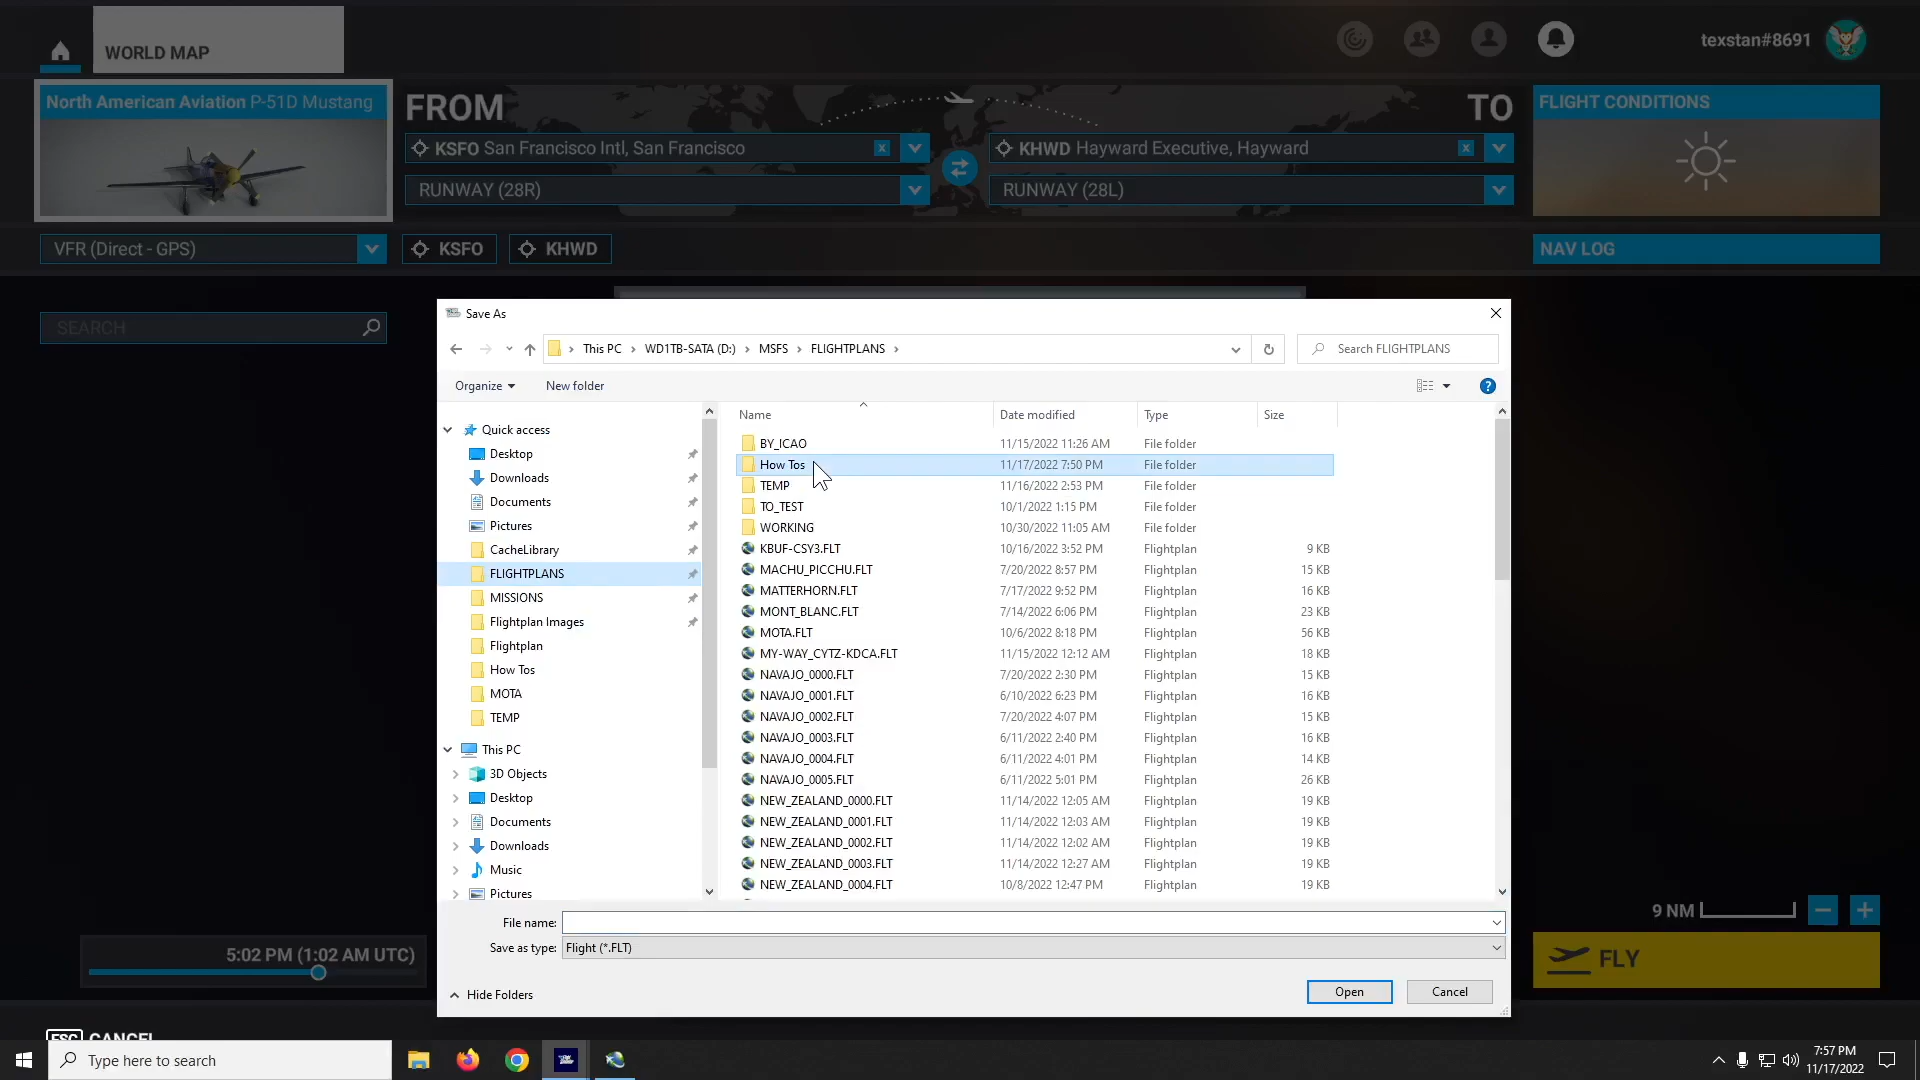 WORLD MAP
texstan#8691
North American Aviation P-51D Mustang
FROM
TO
FLIGHT CONDITIONS
KSFO San Francisco Intl, San Francisco
x
KHWD Hayward Executive, Hayward
x
RUNWAY (28R)
RUNWAY (28L)
VFR (Direct - GPS)
KSFO
KHWD
NAV LOG
SEARCH
Save As
This PC > WD1TB-SATA (D:) > MSFS > FLIGHTPLANS >
Search FLIGHTPLANS
Organize
New folder
?
Name Date modified Type Size
Quick access
Desktop
Downloads
Documents
Pictures
CacheLibrary
FLIGHTPLANS
MISSIONS
Flightplan Images
Flightplan
How Tos
MOTA
TEMP
This PC
3D Objects
Desktop
Documents
Downloads
Music
Pictures
BY_ICAO 11/15/2022 11:26 AM File folder
How Tos 11/17/2022 7:50 PM File folder
TEMP 11/16/2022 2:53 PM File folder
TO_TEST 10/1/2022 1:15 PM File folder
WORKING 10/30/2022 11:05 AM File folder
KBUF-CSY3.FLT 10/16/2022 3:52 PM Flightplan 9 KB
MACHU_PICCHU.FLT 7/20/2022 8:57 PM Flightplan 15 KB
MATTERHORN.FLT 7/17/2022 9:52 PM Flightplan 16 KB
MONT_BLANC.FLT 7/14/2022 6:06 PM Flightplan 23 KB
MOTA.FLT 10/6/2022 8:18 PM Flightplan 56 KB
MY-WAY_CYTZ-KDCA.FLT 11/15/2022 12:12 AM Flightplan 18 KB
NAVAJO_0000.FLT 7/20/2022 2:30 PM Flightplan 15 KB
NAVAJO_0001.FLT 6/10/2022 6:23 PM Flightplan 16 KB
NAVAJO_0002.FLT 7/20/2022 4:07 PM Flightplan 15 KB
NAVAJO_0003.FLT 6/11/2022 2:40 PM Flightplan 16 KB
NAVAJO_0004.FLT 6/11/2022 4:01 PM Flightplan 14 KB
NAVAJO_0005.FLT 6/11/2022 5:01 PM Flightplan 26 KB
NEW_ZEALAND_0000.FLT 11/14/2022 12:05 AM Flightplan 19 KB
NEW_ZEALAND_0001.FLT 11/14/2022 12:03 AM Flightplan 19 KB
NEW_ZEALAND_0002.FLT 11/14/2022 12:02 AM Flightplan 19 KB
NEW_ZEALAND_0003.FLT 11/14/2022 12:27 AM Flightplan 19 KB
NEW_ZEALAND_0004.FLT 10/8/2022 12:47 PM Flightplan 19 KB
File name:
Save as type: Flight (*.FLT)
Hide Folders
Open
Cancel
9 NM
5:02 PM (1:02 AM UTC)
FLY
ESC CANCEL
Type here to search
7:57 PM
11/17/2022